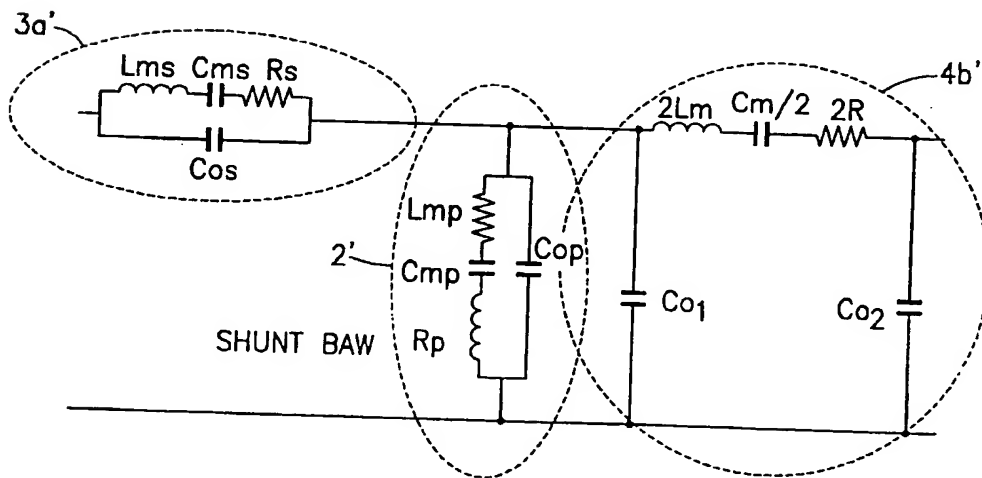 3a'
Lms Cms Rs
Cos
4b'
2Lm Cm/2 2R
Lmp
2'
Cmp
Cop
Co1
Co2
SHUNT BAW Rp